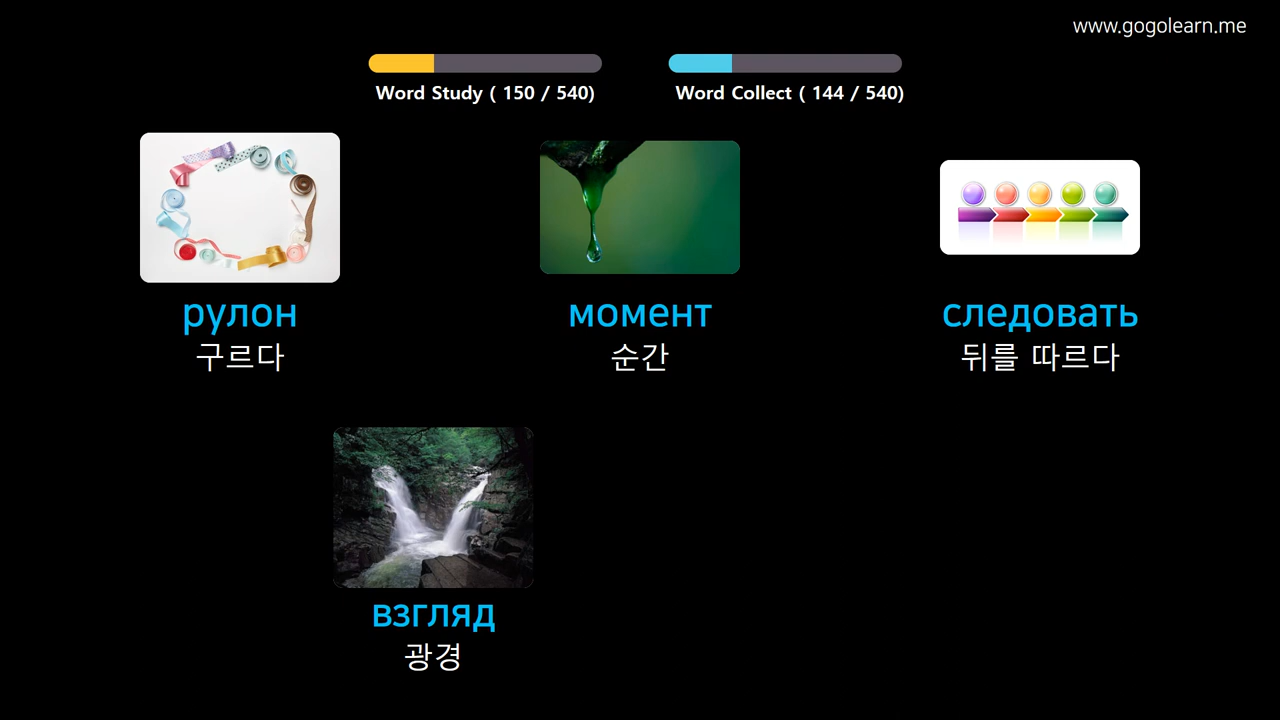 www.gogolearn.me
Word Study ( 150 / 540)
Word Collect ( 144 / 540)
рулон
구르다
момент
순간
следовать
뒤를 따르다
взгляд
광경